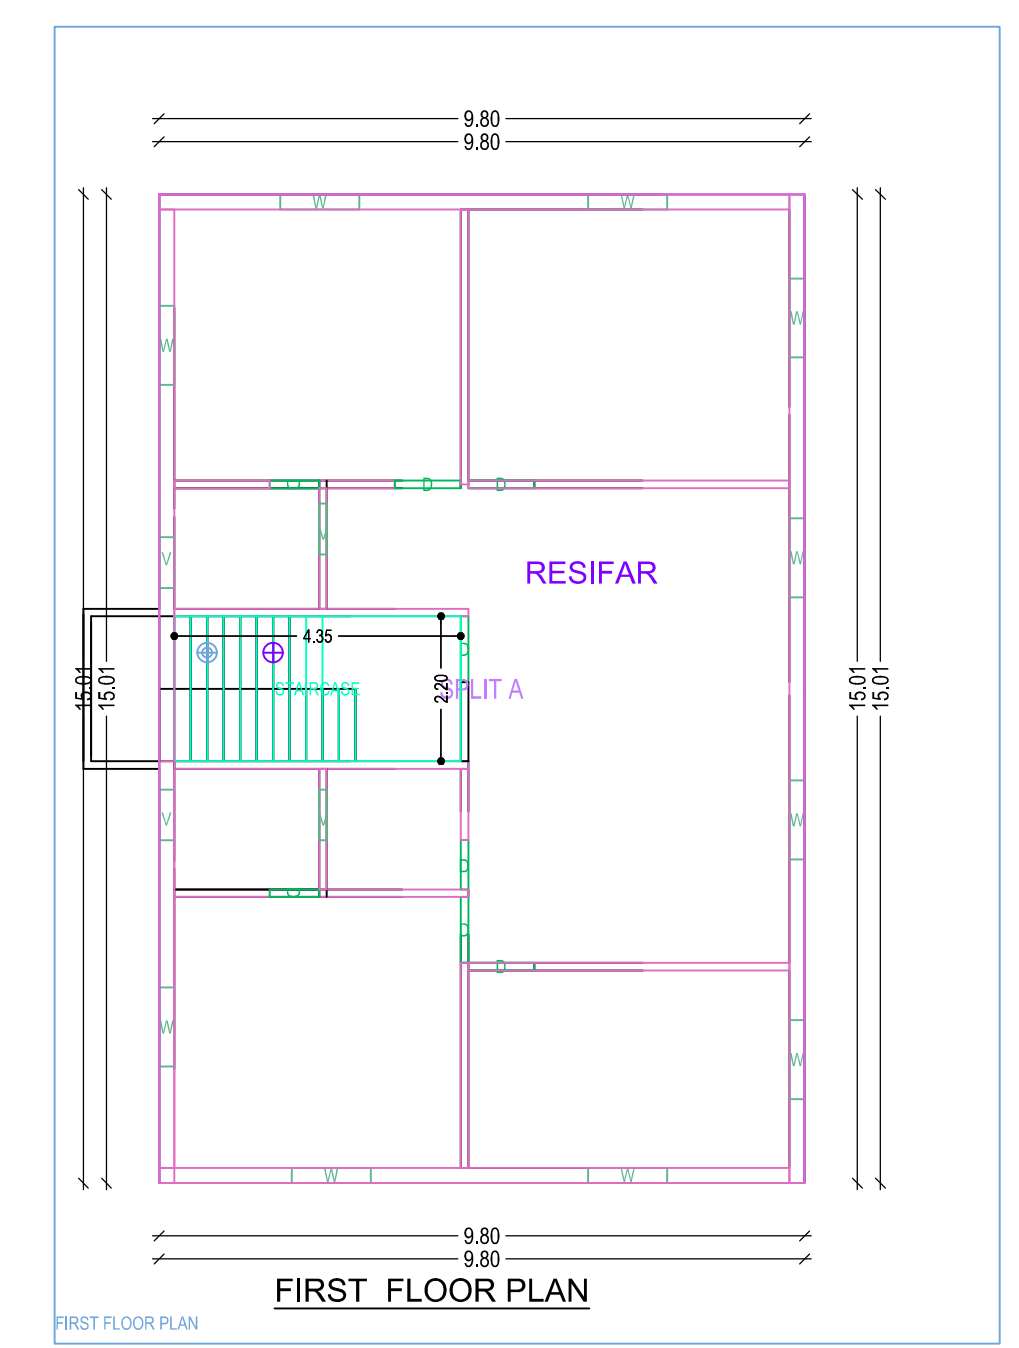 9.80
9.80
W
W
W
W
D
D
D
V
W
V
RESIFAR
4.35
D
15.01
15.01
STAIRCASE
2.20
SPLIT A
15.01
15.01
V
V
W
D
D
D
D
W
W
W
W
9.80
9.80
FIRST FLOOR PLAN
FIRST FLOOR PLAN